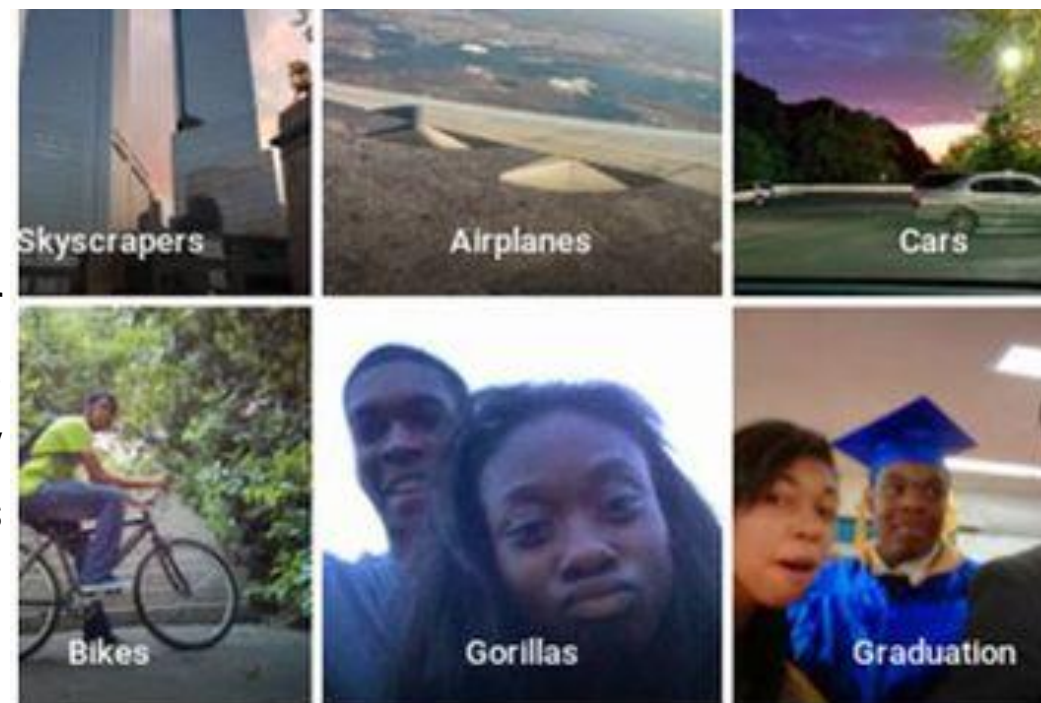 Skyscrapers
Airplanes
Cars
Bikes
Gorillas
Graduation